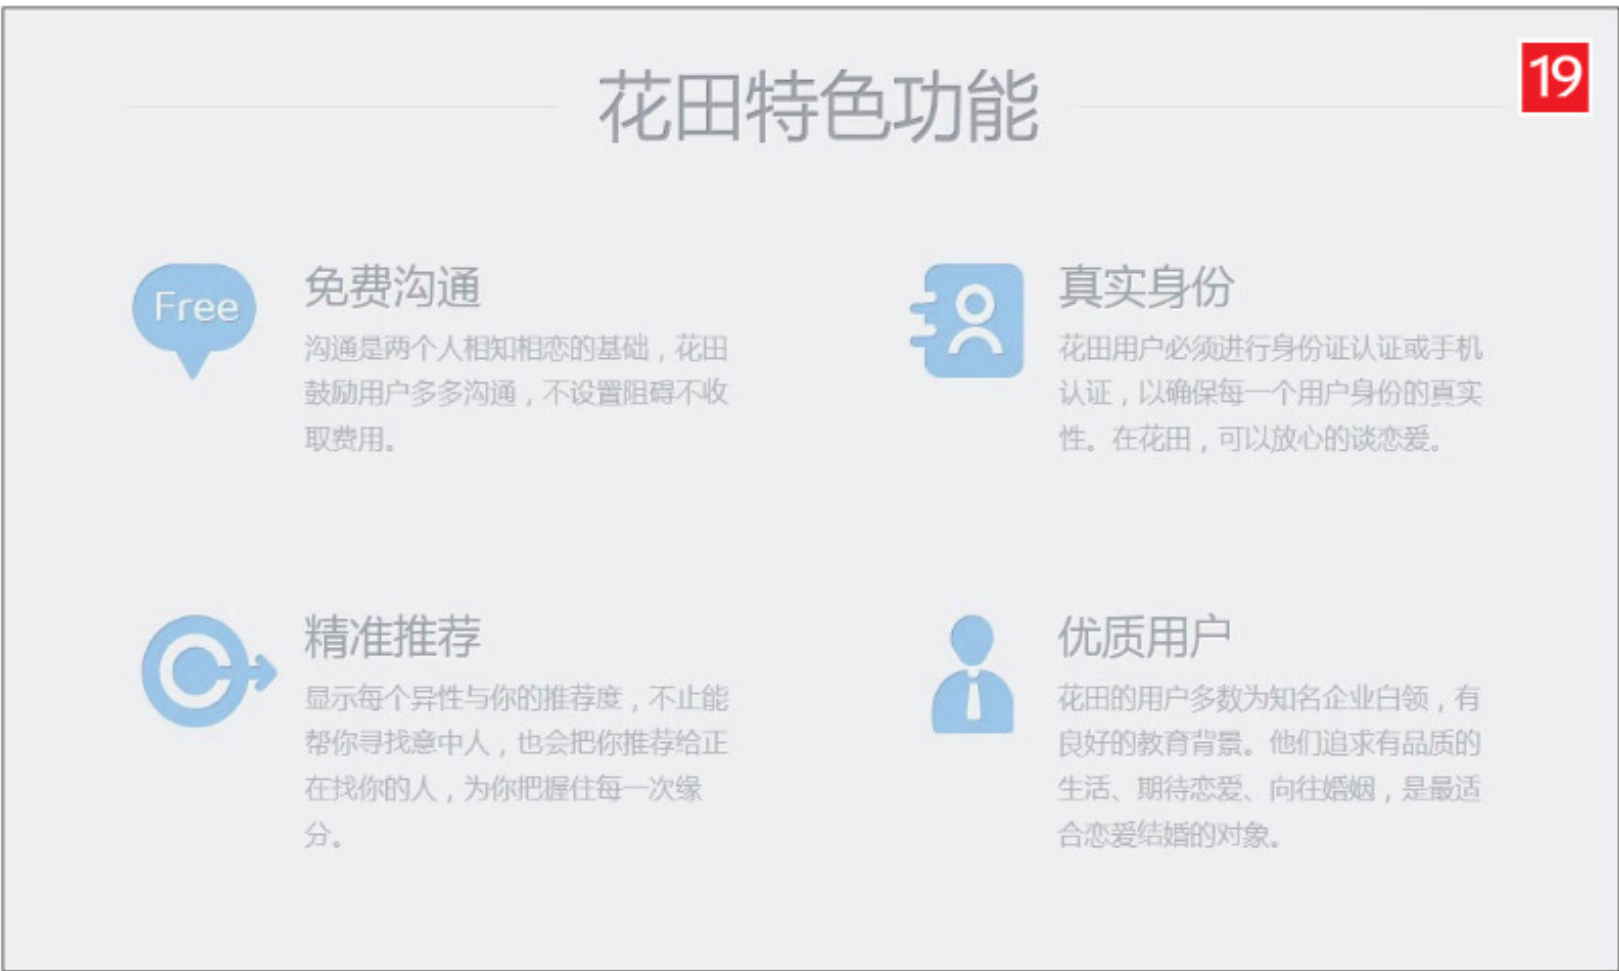 花田特色功能
19
Free
免费沟通
沟通是两个人相知相恋的基础，花田
鼓励用户多多沟通，不设置阻碍不收
取费用。
真实身份
花田用户必须进行身份证认证或手机
认证，以确保每一个用户身份的真实
性。在花田，可以放心的谈恋爱。
精准推荐
显示每个异性与你的推荐度，不止能
帮你寻找意中人，也会把你推荐给正
在找你的人，为你把握住每一次缘
分。
优质用户
花田的用户多数为知名企业白领，有
良好的教育背景。他们追求有品质的
生活、期待恋爱、向往婚姻，是最适
合恋爱结婚的对象。